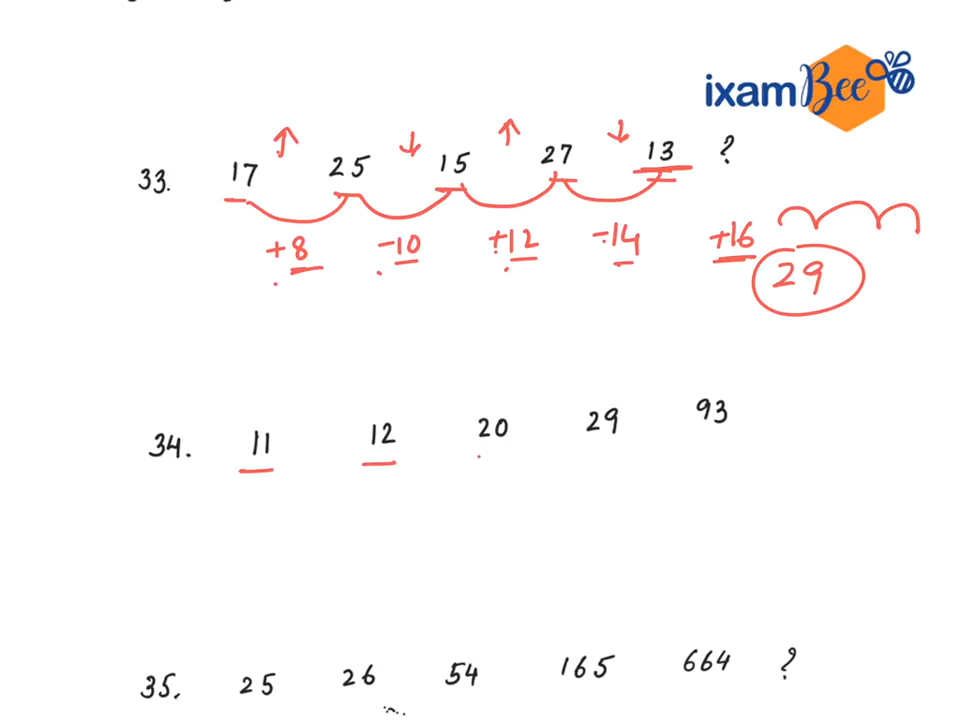 ixamBee
33. 17 25 15 27 13 ?
+8 -10 +12 -14 +16
29
34. 11 12 20 29 93
35. 25 26 54 165 664 ?